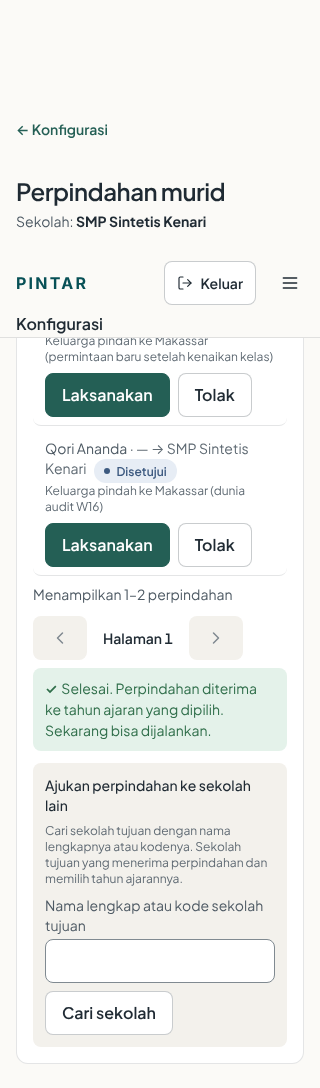 ← Konfigurasi
Perpindahan murid
Sekolah: SMP Sintetis Kenari
PINTAR
Keluar
Konfigurasi
Keluarga pindah ke Makassar
(permintaan baru setelah kenaikan kelas)
Laksanakan
Tolak
Qori Ananda · — → SMP Sintetis
Kenari Disetujui
Keluarga pindah ke Makassar (dunia
audit W16)
Laksanakan
Tolak
Menampilkan 1–2 perpindahan
Halaman 1
✓ Selesai. Perpindahan diterima
ke tahun ajaran yang dipilih.
Sekarang bisa dijalankan.
Ajukan perpindahan ke sekolah
lain
Cari sekolah tujuan dengan nama
lengkapnya atau kodenya. Sekolah
tujuan yang menerima perpindahan dan
memilih tahun ajarannya.
Nama lengkap atau kode sekolah
tujuan
Cari sekolah